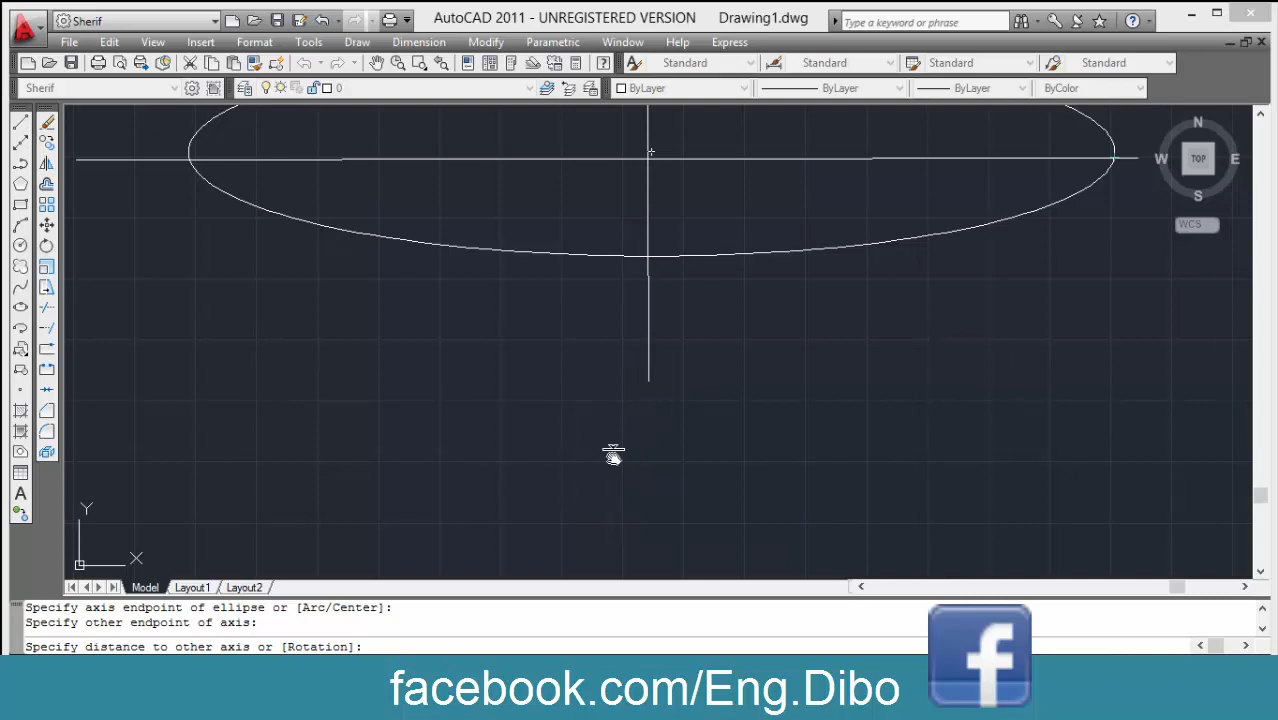 Sherif
AutoCAD 2011 - UNREGISTERED VERSION Drawing1.dwg
Type a keyword or phrase
File Edit View Insert Format Tools Draw Dimension Modify Parametric Window Help Express
Standard Standard Standard Standard
Sherif 0 ByLayer ByLayer ByLayer ByColor
N
W TOP E
S
WCS
Y
X
Model Layout1 Layout2
Specify axis endpoint of ellipse or [Arc/Center]:
Specify other endpoint of axis:
Specify distance to other axis or [Rotation]:
facebook.com/Eng.Dibo